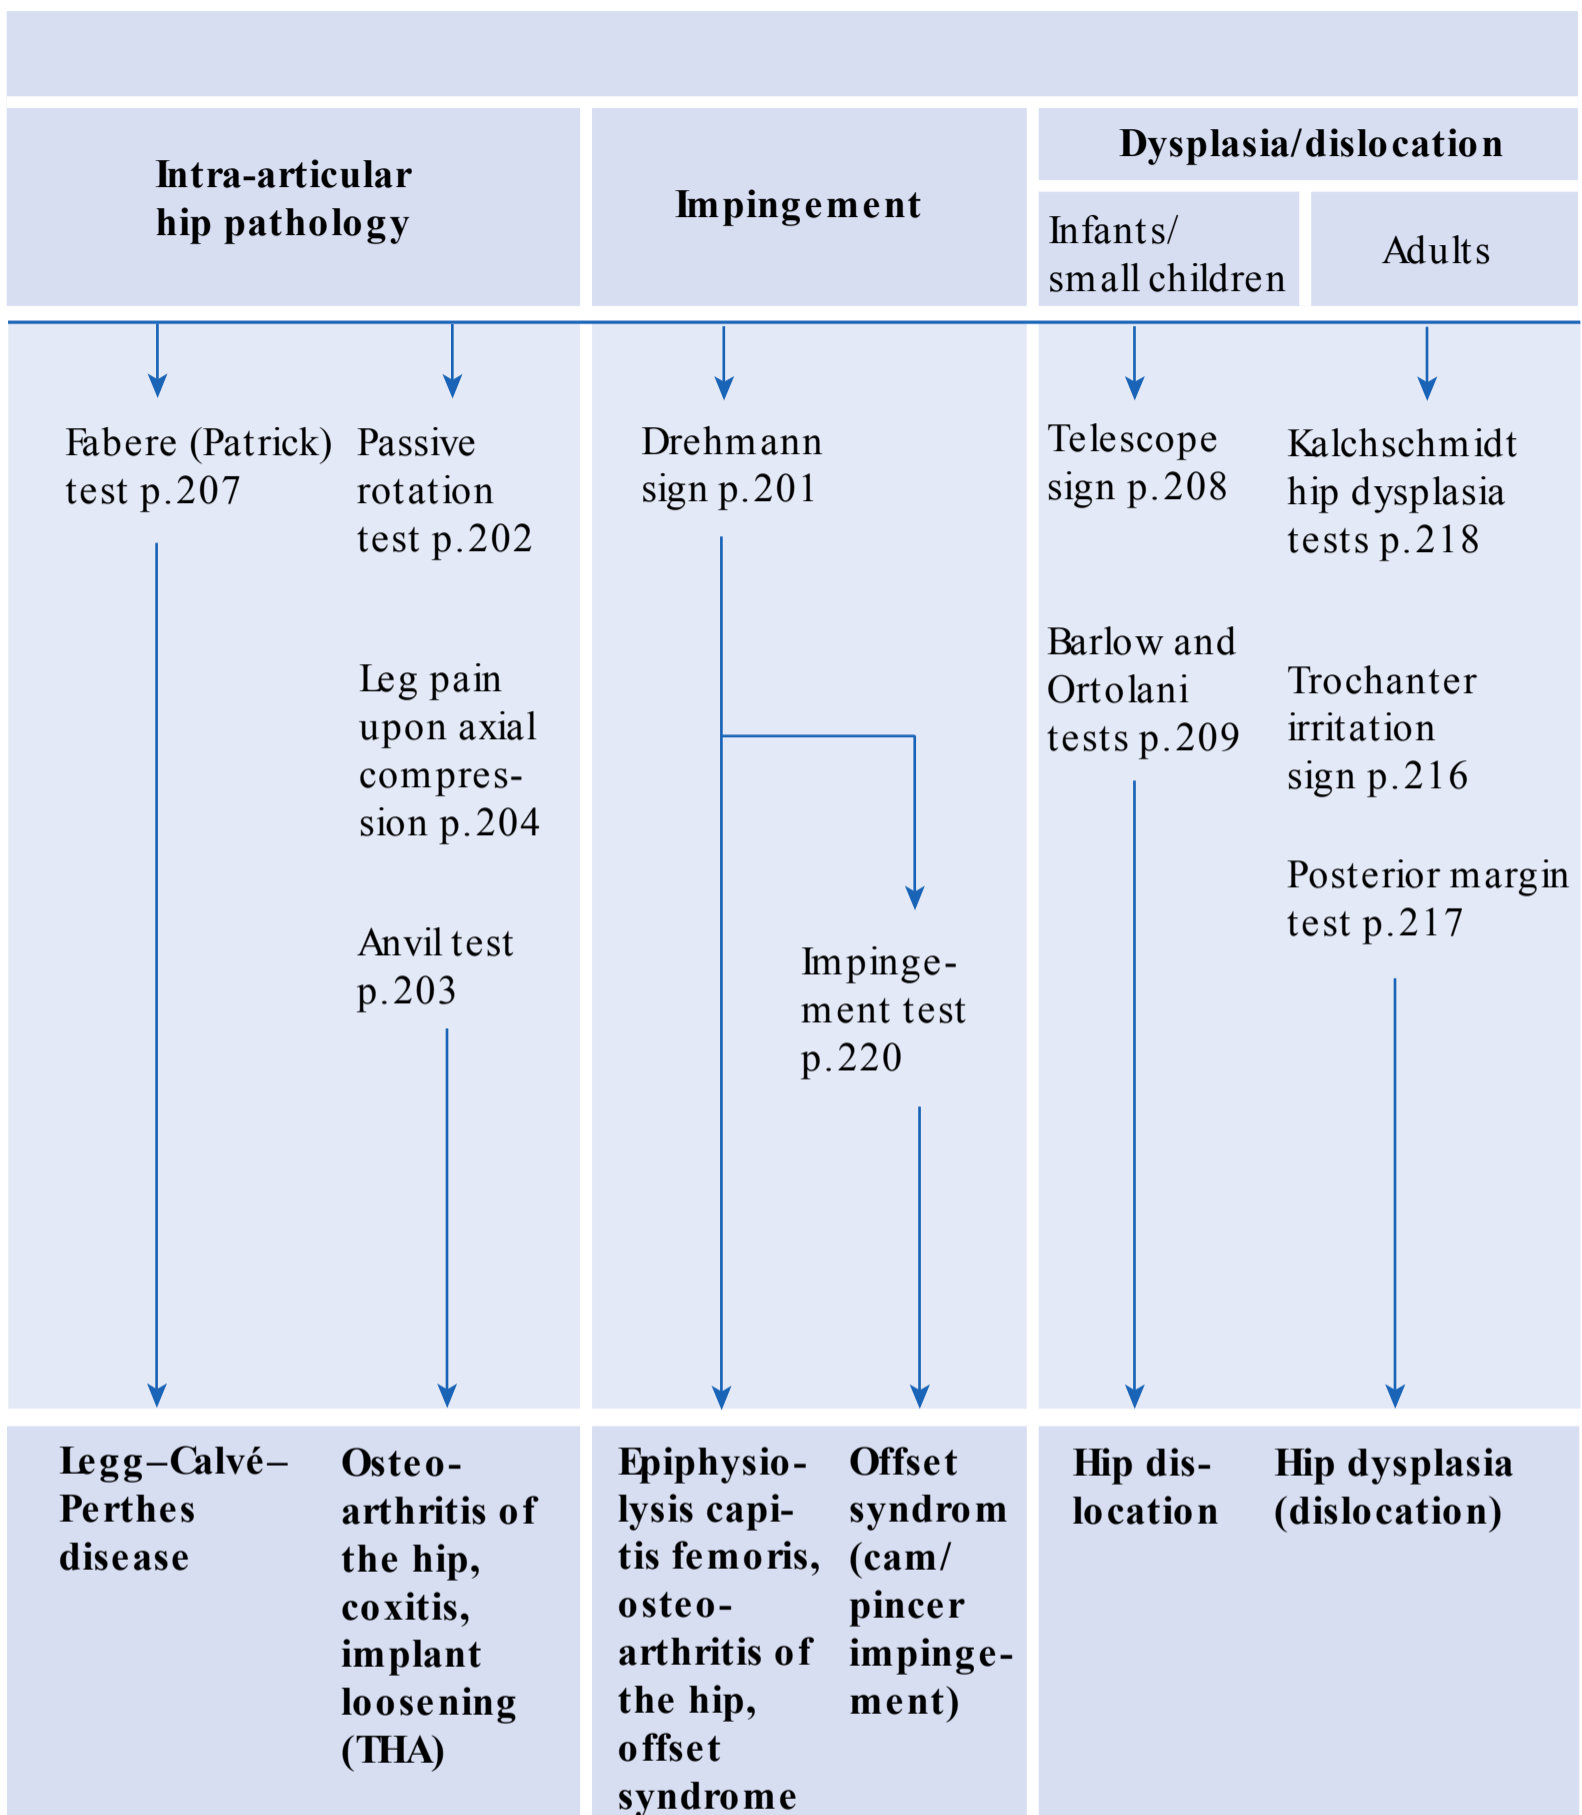 Intra-articular
hip pathology
Impingement
Dysplasia/dislocation
Infants/
small children
Adults
Fabere (Patrick)
test p.207
Passive
rotation
test p.202
Leg pain
upon axial
compres-
sion p.204
Anvil test
p.203
Drehmann
sign p.201
Impinge-
ment test
p.220
Telescope
sign p.208
Barlow and
Ortolani
tests p.209
Kalchschmidt
hip dysplasia
tests p.218
Trochanter
irritation
sign p.216
Posterior margin
test p.217
Legg–Calvé–
Perthes
disease
Osteo-
arthritis of
the hip,
coxitis,
implant
loosening
(THA)
Epiphysio-
lysis capi-
tis femoris,
osteo-
arthritis of
the hip,
offset
syndrome
Offset
syndrom
(cam/
pincer
impinge-
ment)
Hip dis-
location
Hip dysplasia
(dislocation)